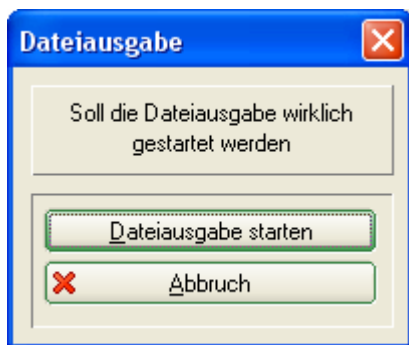 Dateiausgabe
Soll die Dateiausgabe wirklich
gestartet werden
Dateiausgabe starten
Abbruch